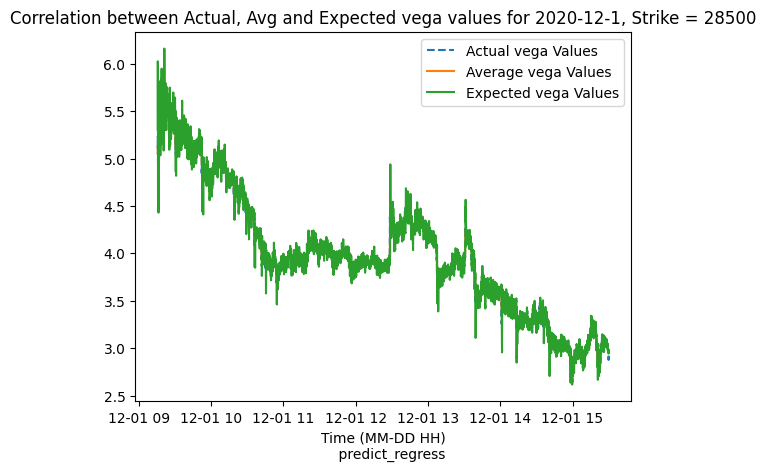 Correlation between Actual, Avg and Expected vega values for 2020-12-1, Strike = 28500
Actual vega Values
Average vega Values
Expected vega Values
6.0
5.5
5.0
4.5
4.0
3.5
3.0
2.5
12-01 09 12-01 10 12-01 11 12-01 12 12-01 13 12-01 14 12-01 15
Time (MM-DD HH)
predict_regress